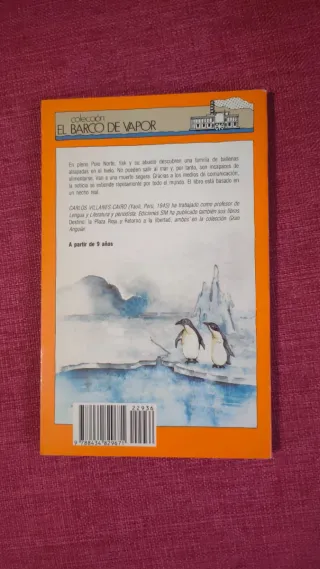 colección
EL BARCO DE VAPOR
En pleno Polo Norte, Vak y su abuelo descubren una familia de ballenas
atrapadas en el hielo. No pueden salir al mar y, por tanto, son incapaces de
alimentarse. Van a una muerte segura. Gracias a los medios de comunicación,
la noticia se extiende rápidamente por todo el mundo. El libro está basado en
un hecho real.
CARLOS VILLANES CAIRO (Yauli, Perú, 1943) ha trabajado como profesor de
Lengua y Literatura y periodista. Ediciones SM ha publicado también sus libros
Destino: la Plaza Roja y Retorno a la libertad, ambos en la colección Gran
Angular.
A partir de 9 años
22936
9 788434 829671